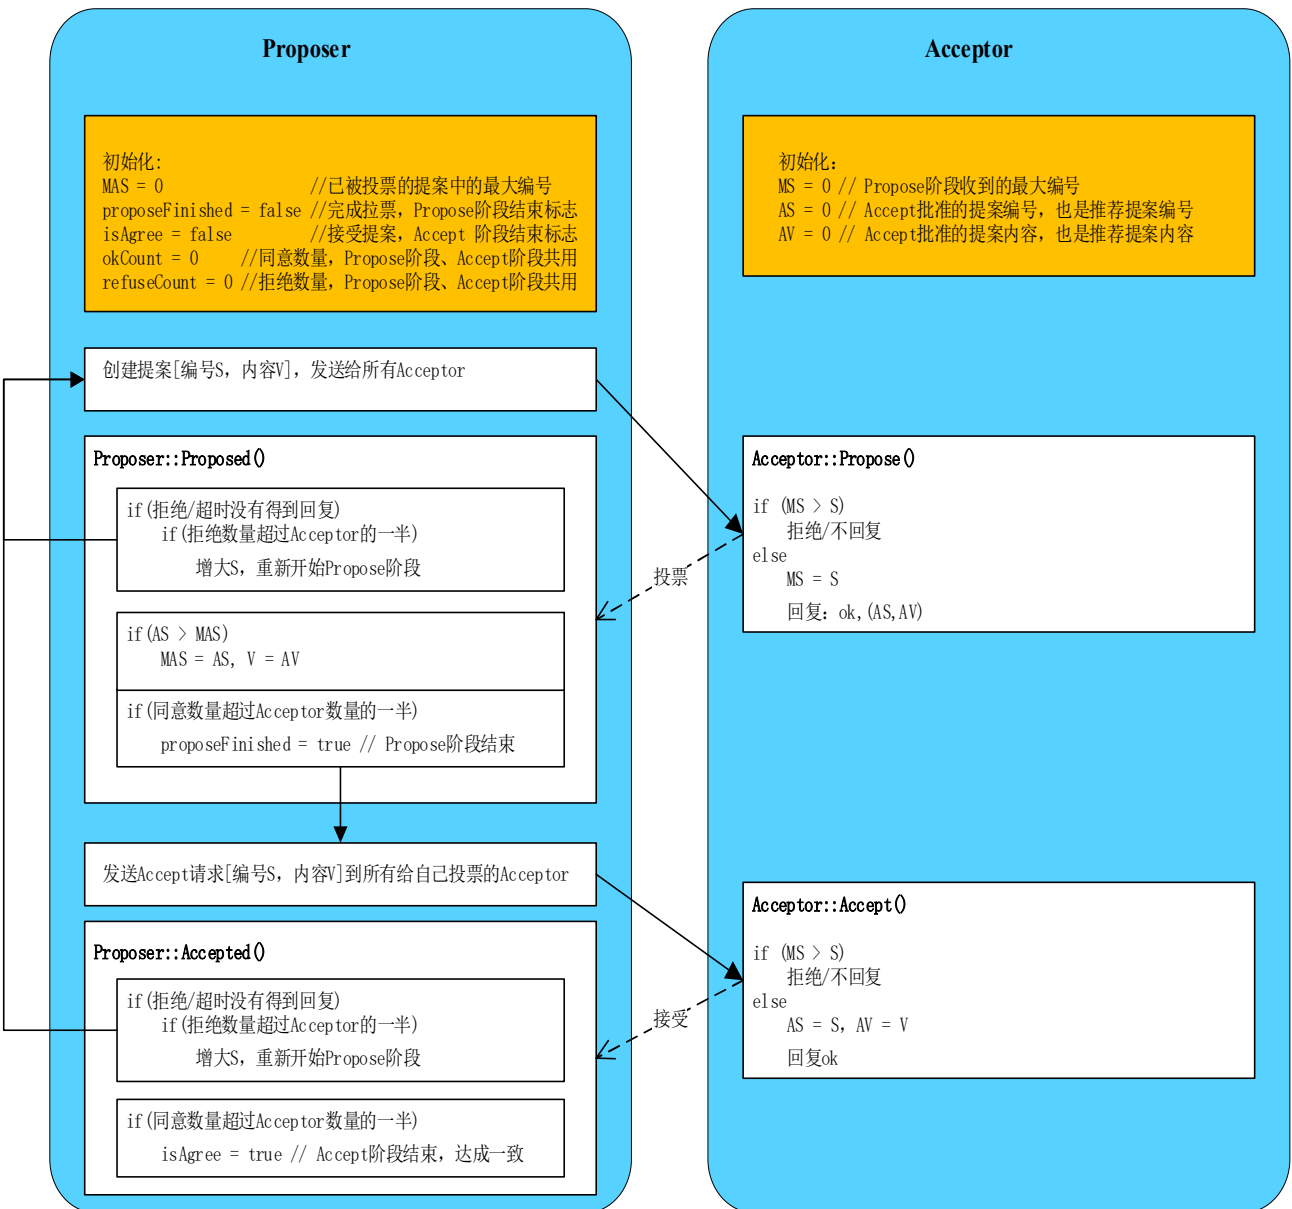 Proposer
初始化:
MAS = 0 //已被投票的提案中的最大编号
proposeFinished = false //完成拉票，Propose阶段结束标志
isAgree = false //接受提案，Accept 阶段结束标志
okCount = 0 //同意数量，Propose阶段、Accept阶段共用
refuseCount = 0 //拒绝数量，Propose阶段、Accept阶段共用
创建提案[编号S，内容V]，发送给所有Acceptor
Proposer::Proposed()
if(拒绝/超时没有得到回复)
if(拒绝数量超过Acceptor的一半)
增大S，重新开始Propose阶段
if(AS > MAS)
MAS = AS, V = AV
if(同意数量超过Acceptor数量的一半)
proposeFinished = true // Propose阶段结束
发送Accept请求[编号S，内容V]到所有给自己投票的Acceptor
Proposer::Accepted()
if(拒绝/超时没有得到回复)
if(拒绝数量超过Acceptor的一半)
增大S，重新开始Propose阶段
if(同意数量超过Acceptor数量的一半)
isAgree = true // Accept阶段结束，达成一致
投票
接受
Acceptor
初始化：
MS = 0 // Propose阶段收到的最大编号
AS = 0 // Accept批准的提案编号，也是推荐提案编号
AV = 0 // Accept批准的提案内容，也是推荐提案内容
Acceptor::Propose()
if (MS > S)
拒绝/不回复
else
MS = S
回复：ok,(AS,AV)
Acceptor::Accept()
if (MS > S)
拒绝/不回复
else
AS = S, AV = V
回复ok